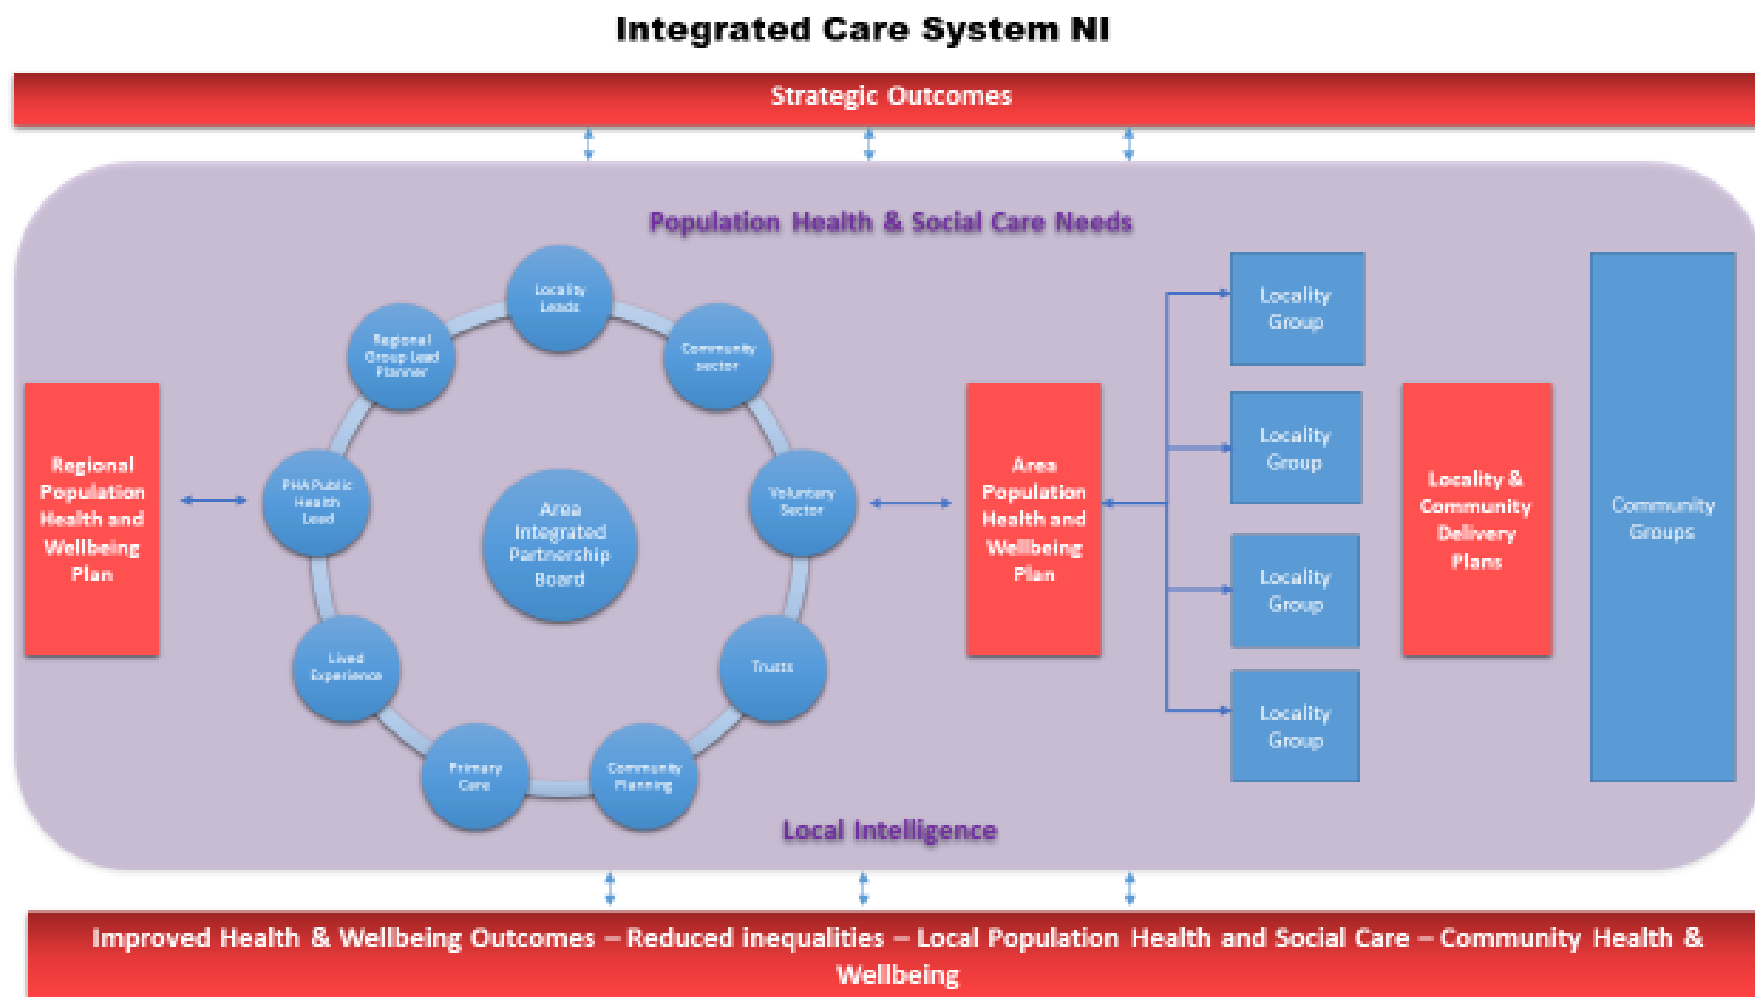 Integrated Care System NI
Strategic Outcomes
Population Health & Social Care Needs
Locality
Leads
Regional
Group Lead
Planner
Community
sector
PHA Public
Health
Lead
Voluntary
Sector
Area
Integrated
Partnership
Board
Lived
Experience
Trusts
Primary
Care
Community
Planning
Regional
Population
Health and
Wellbeing
Plan
Area
Population
Health and
Wellbeing
Plan
Locality
Group
Locality
Group
Locality
Group
Locality
Group
Locality &
Community
Delivery
Plans
Community
Groups
Local Intelligence
Improved Health & Wellbeing Outcomes – Reduced inequalities – Local Population Health and Social Care – Community Health &
Wellbeing